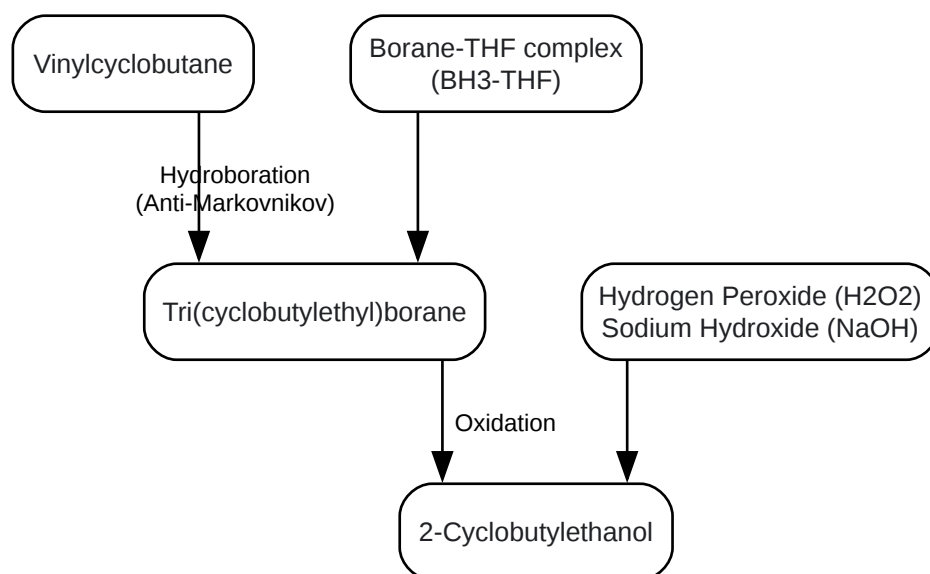 Vinylcyclobutane
Borane-THF complex
(BH3-THF)
Hydroboration
(Anti-Markovnikov)
Tri(cyclobutylethyl)borane
Hydrogen Peroxide (H2O2)
Sodium Hydroxide (NaOH)
Oxidation
2-Cyclobutylethanol